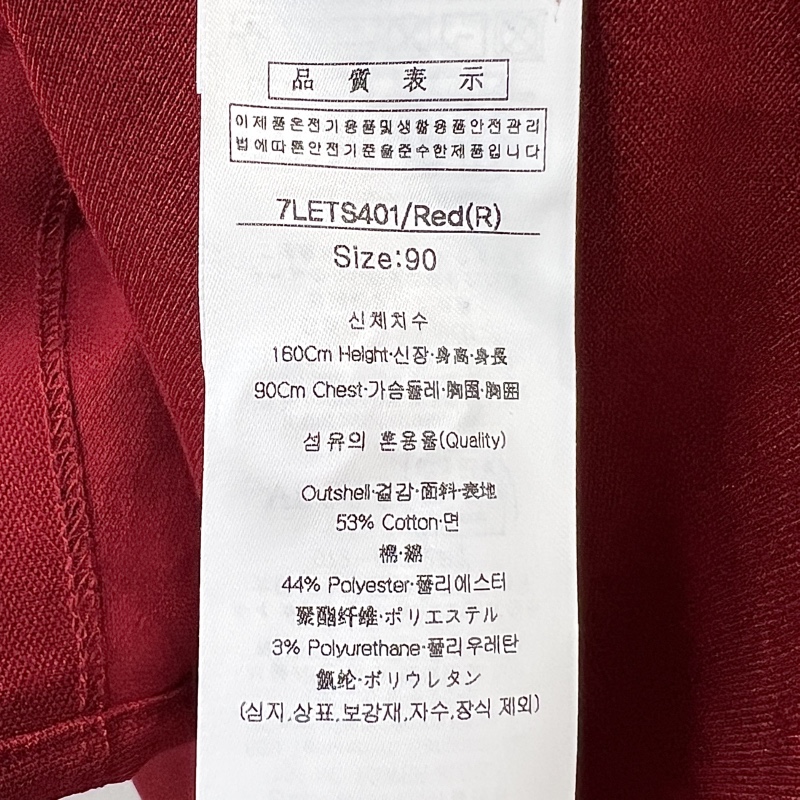 品質表示
이제품은전기용품및생활용품안전관리
법에따른안전기준을준수한제품입니다
7LETS401/Red(R)
Size:90
신체치수
160Cm Height·신장·身高·身長
90Cm Chest·가슴둘레·胸围·胸囲
섬유의 혼용율(Quality)
Outshell·겉감·面料·表地
53% Cotton·면
棉·綿
44% Polyester·폴리에스터
聚酯纤维·ポリエステル
3% Polyurethane·폴리우레탄
氨纶·ポリウレタン
(심지,상표,보강재,자수,장식 제외)